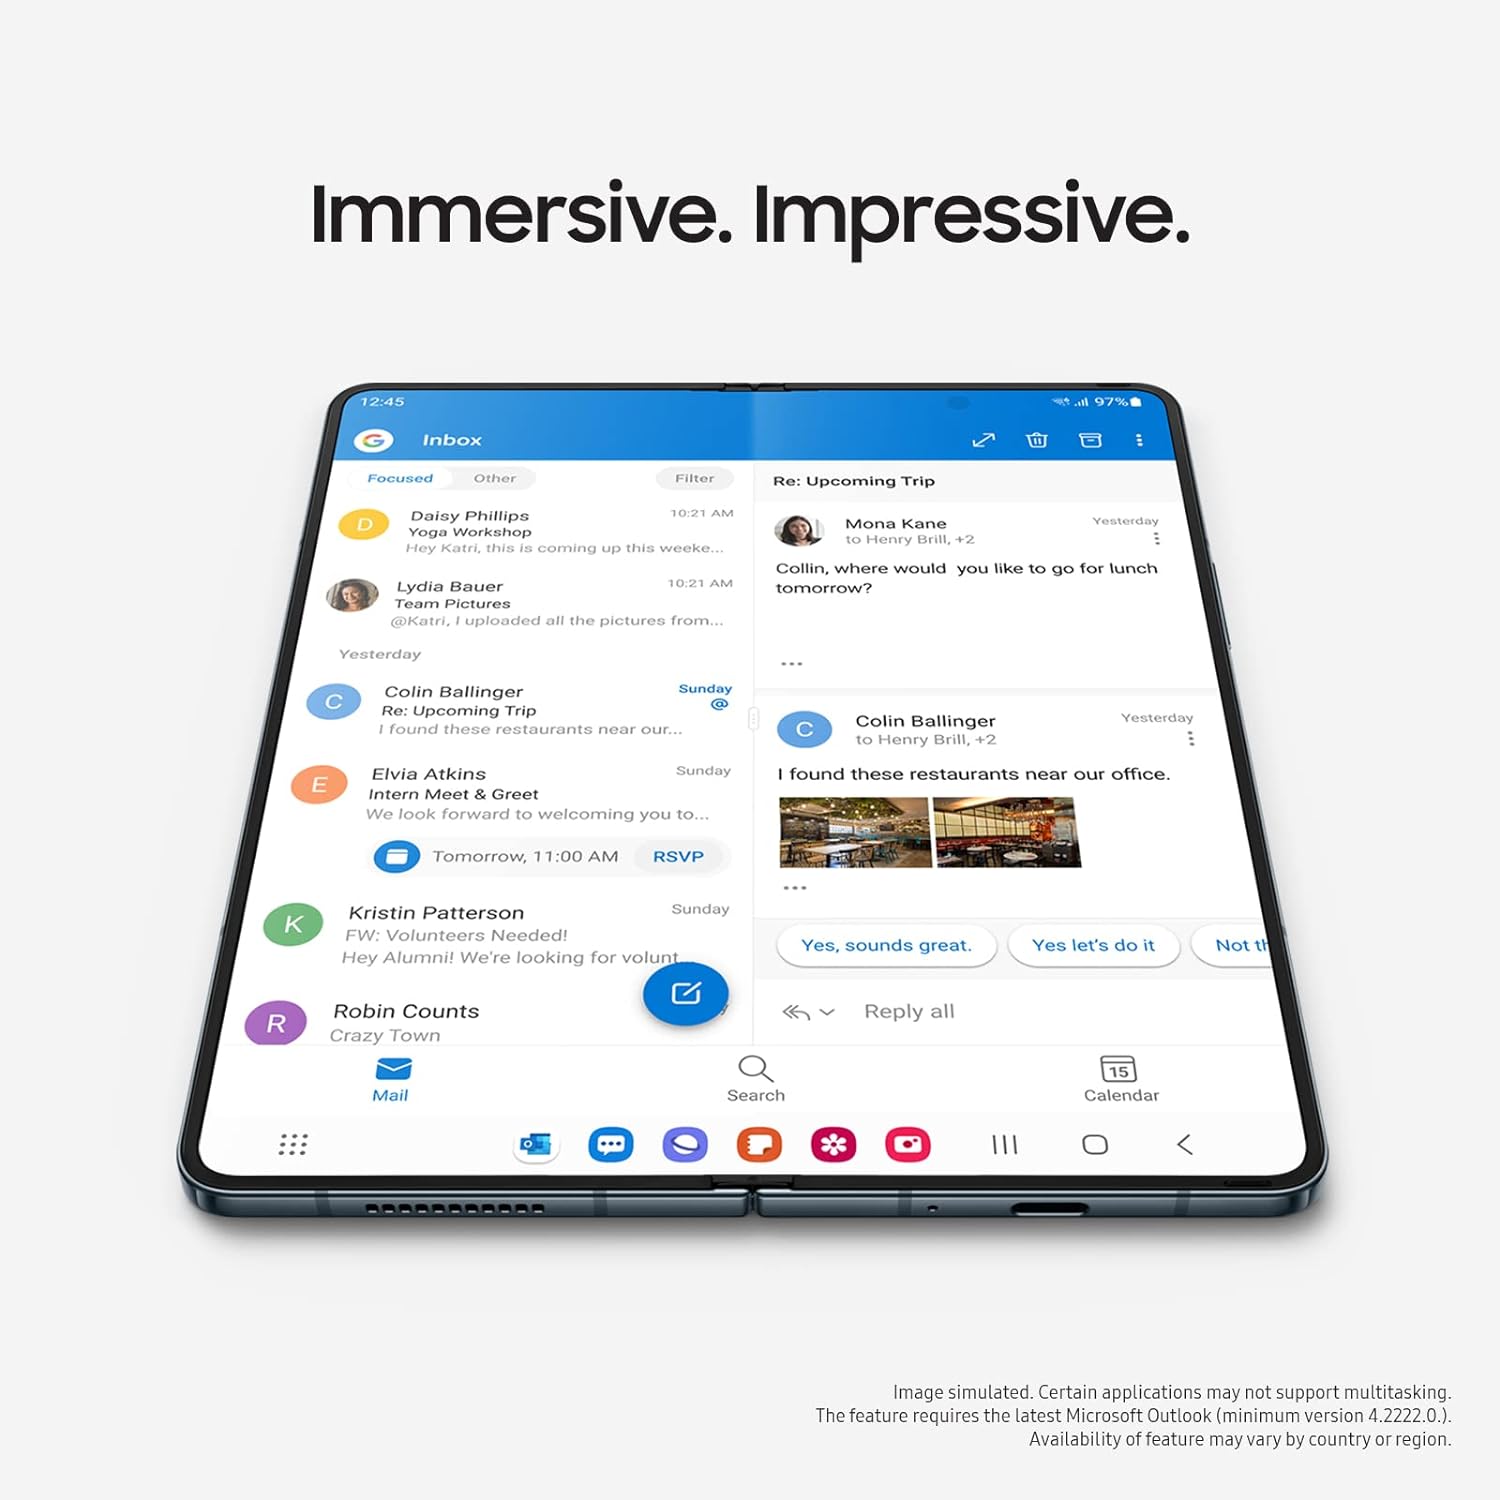 Immersive. Impressive.
12:45
97%
G
Inbox
Focused
Other
Filter
D
Daisy Phillips
10:21 AM
Yoga Workshop
Hey Katri, this is coming up this weeke...
Lydia Bauer
10:21 AM
Team Pictures
@Katri, I uploaded all the pictures from...
Yesterday
C
Colin Ballinger
Sunday
Re: Upcoming Trip
@
I found these restaurants near our...
E
Elvia Atkins
Sunday
Intern Meet & Greet
We look forward to welcoming you to...
Tomorrow, 11:00 AM
RSVP
K
Kristin Patterson
Sunday
FW: Volunteers Needed!
Hey Alumni! We're looking for volunt...
R
Robin Counts
Crazy Town
Re: Upcoming Trip
Mona Kane
Yesterday
to Henry Brill, +2
Collin, where would you like to go for lunch
tomorrow?
...
C
Colin Ballinger
Yesterday
to Henry Brill, +2
I found these restaurants near our office.
...
Yes, sounds great.
Yes let's do it
Not th
Reply all
Mail
Search
15
Calendar
Image simulated. Certain applications may not support multitasking.
The feature requires the latest Microsoft Outlook (minimum version 4.2222.0.).
Availability of feature may vary by country or region.